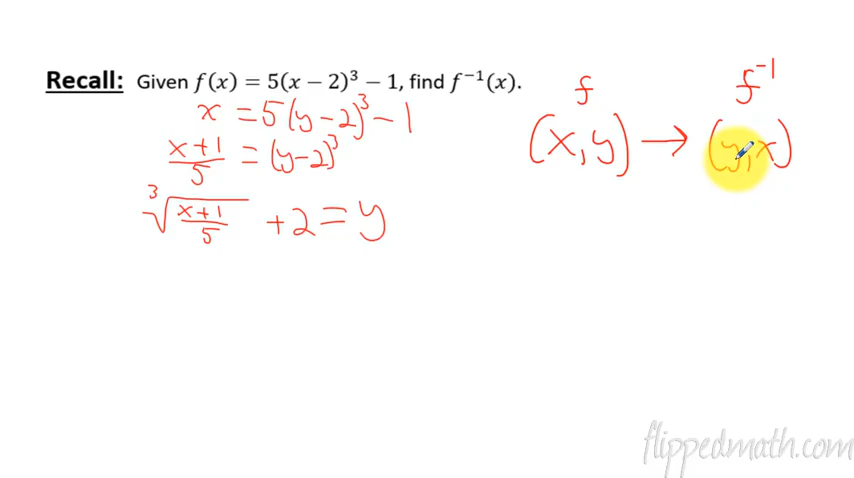 Recall: Given f(x) = 5(x − 2)³ − 1, find f⁻¹(x).
x = 5(y − 2)³ − 1
x + 1 / 5 = (y − 2)³
³√(x + 1 / 5) + 2 = y
f f⁻¹
(x, y) → (y, x)
flippedmath.com